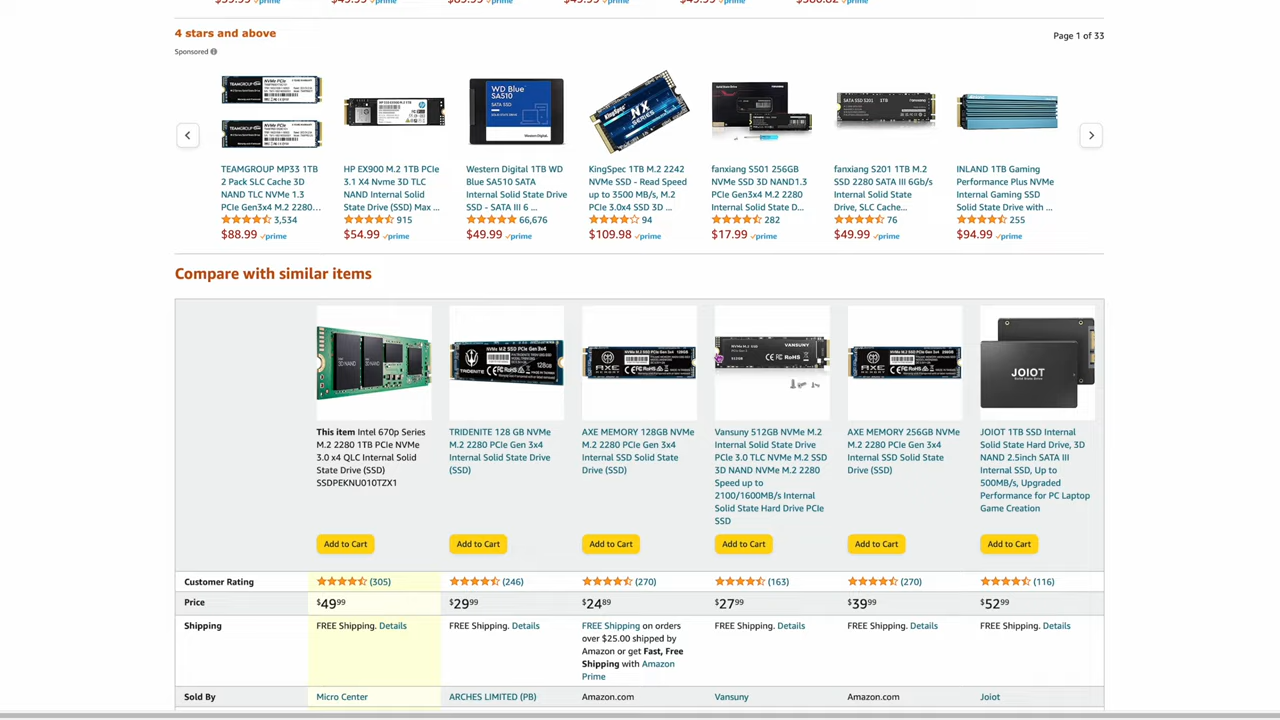 4 stars and above
Page 1 of 33
Sponsored
TEAMGROUP MP33 1TB
2 Pack SLC Cache 3D
NAND TLC NVMe 1.3
PCIe Gen3x4 M.2 2280...
3,534
$88.99 prime
HP EX900 M.2 1TB PCIe
3.1 X4 Nvme 3D TLC
NAND Internal Solid
State Drive (SSD) Max ...
915
$54.99 prime
WD Blue
SA510
SATA SSD
Western Digital
Western Digital 1TB WD
Blue SA510 SATA
Internal Solid State Drive
SSD - SATA III 6 ...
66,676
$49.99 prime
KingSpec
NX
SERIES
KingSpec 1TB M.2 2242
NVMe SSD - Read Speed
up to 3500 MB/s, M.2
PCIe 3.0x4 SSD 3D ...
94
$109.98 prime
fanxiang S501 256GB
NVMe SSD 3D NAND1.3
PCIe Gen3x4 M.2 2280
Internal Solid State D...
282
$17.99 prime
SATA SSD S201 1TB
fanxiang S201 1TB M.2
SSD 2280 SATA III 6Gb/s
Internal Solid State
Drive, SLC Cache...
76
$49.99 prime
INLAND 1TB Gaming
Performance Plus NVMe
Internal Gaming SSD
Solid State Drive with ...
255
$94.99 prime
Compare with similar items
This item Intel 670p Series
M.2 2280 1TB PCIe NVMe
3.0 x4 QLC Internal Solid
State Drive (SSD)
SSDPEKNU010TZX1
TRIDENITE 128 GB NVMe
M.2 2280 PCIe Gen 3x4
Internal Solid State Drive
(SSD)
AXE MEMORY 128GB NVMe
M.2 2280 PCIe Gen 3x4
Internal SSD Solid State
Drive (SSD)
VANSUNY
Vansuny 512GB NVMe M.2
Internal Solid State Drive
PCIe 3.0 TLC NVMe M.2 SSD
3D NAND NVMe M.2 2280
Speed up to
2100/1600MB/s Internal
Solid State Hard Drive PCIe
SSD
AXE MEMORY 256GB NVMe
M.2 2280 PCIe Gen 3x4
Internal SSD Solid State
Drive (SSD)
JOIOT
JOIOT 1TB SSD Internal
Solid State Hard Drive, 3D
NAND 2.5inch SATA III
Internal SSD, Up to
500MB/s, Upgraded
Performance for PC Laptop
Game Creation
Add to Cart Add to Cart Add to Cart Add to Cart Add to Cart Add to Cart
Customer Rating (305) (246) (270) (163) (270) (116)
Price $49.99 $29.99 $24.89 $27.99 $39.99 $52.99
Shipping
FREE Shipping. Details
FREE Shipping. Details
FREE Shipping on orders
over $25.00 shipped by
Amazon or get Fast, Free
Shipping with Amazon
Prime
FREE Shipping. Details
FREE Shipping. Details
FREE Shipping. Details
Sold By Micro Center ARCHES LIMITED (PB) Amazon.com Vansuny Amazon.com Joiot